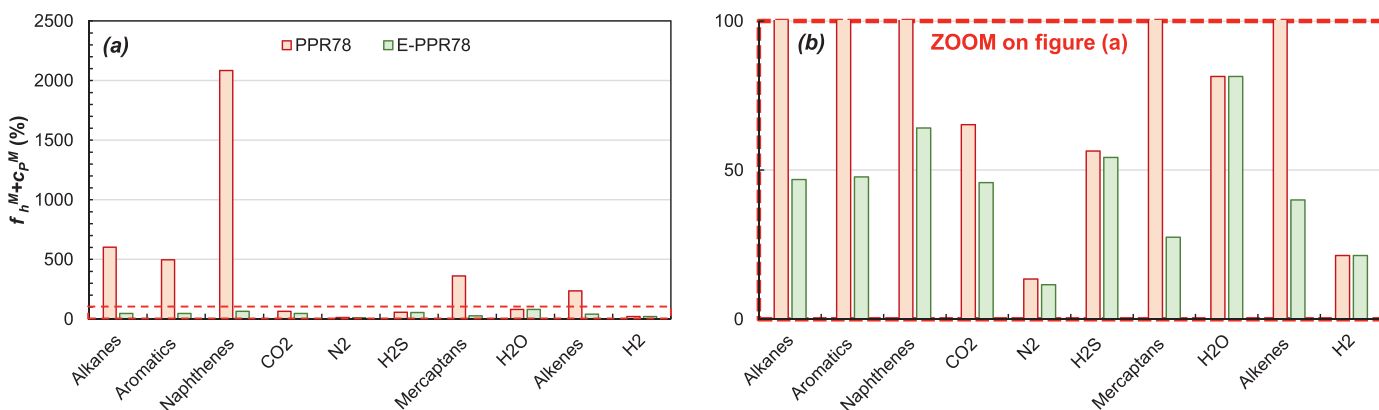 (a)
PPR78
E-PPR78
f h^M+c_P^M (%)
2500
2000
1500
1000
500
0
Alkanes
Aromatics
Naphthenes
CO2
N2
H2S
Mercaptans
H2O
Alkenes
H2
(b)
ZOOM on figure (a)
100
50
0
Alkanes
Aromatics
Naphthenes
CO2
N2
H2S
Mercaptans
H2O
Alkenes
H2